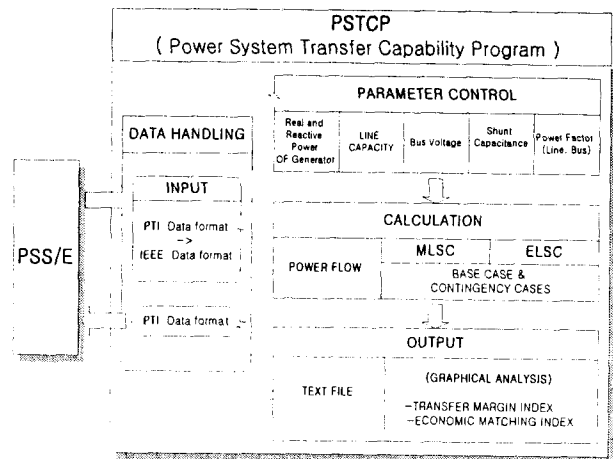 PSTCP
( Power System Transfer Capability Program )
PARAMETER CONTROL
Real and
Reactive
Power
OF Generator
LINE
CAPACITY
Bus Voltage
Shunt
Capacitance
Power Factor
(Line. Bus)
DATA HANDLING
INPUT
PTI Data format
->
IEEE Data format
PTI Data format
PSS/E
CALCULATION
POWER FLOW
MLSC
ELSC
BASE CASE &
CONTINGENCY CASES
OUTPUT
TEXT FILE
(GRAPHICAL ANALYSIS)
-TRANSFER MARGIN INDEX
-ECONOMIC MATCHING INDEX